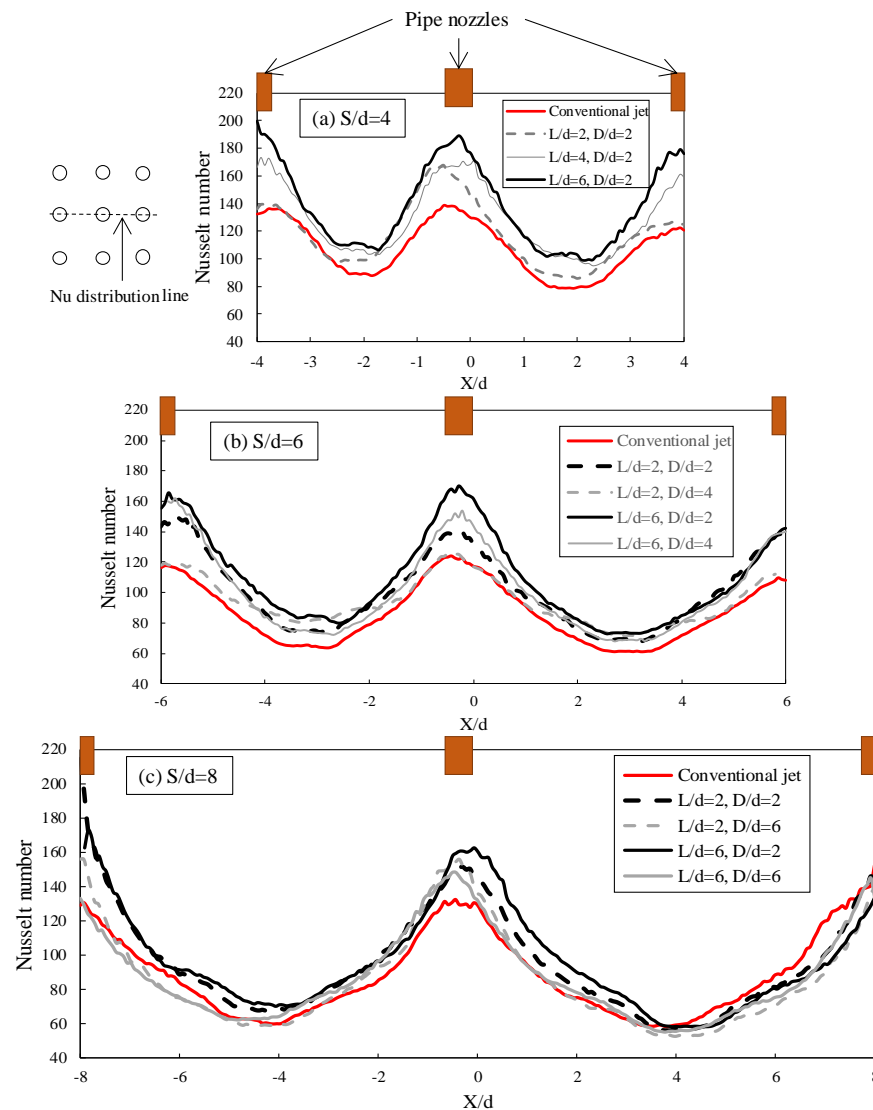 Pipe nozzles
(a) S/d=4
Conventional jet
L/d=2, D/d=2
L/d=4, D/d=2
L/d=6, D/d=2
Nusselt number
220
200
180
160
140
120
100
80
60
40
-4
-3
-2
-1
0
1
2
3
4
X/d
Nu distribution line
(b) S/d=6
Conventional jet
L/d=2, D/d=2
L/d=2, D/d=4
L/d=6, D/d=2
L/d=6, D/d=4
Nusselt number
220
200
180
160
140
120
100
80
60
40
-6
-4
-2
0
2
4
6
X/d
(c) S/d=8
Conventional jet
L/d=2, D/d=2
L/d=2, D/d=6
L/d=6, D/d=2
L/d=6, D/d=6
Nusselt number
220
200
180
160
140
120
100
80
60
40
-8
-6
-4
-2
0
2
4
6
8
X/d